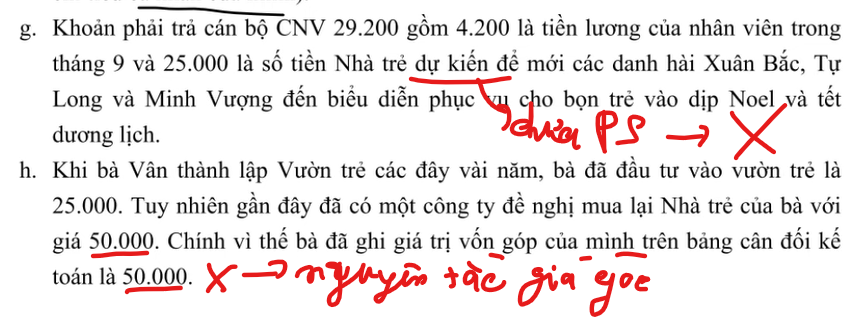 g. Khoản phải trả cán bộ CNV 29.200 gồm 4.200 là tiền lương của nhân viên trong
tháng 9 và 25.000 là số tiền Nhà trẻ dự kiến để mới các danh hài Xuân Bắc, Tự
Long và Minh Vượng đến biểu diễn phục vụ cho bọn trẻ vào dịp Noel và tết
chưa PS → X
dương lịch.
h. Khi bà Vân thành lập Vườn trẻ các đây vài năm, bà đã đầu tư vào vườn trẻ là
25.000. Tuy nhiên gần đây đã có một công ty đề nghị mua lại Nhà trẻ của bà với
giá 50.000. Chính vì thế bà đã ghi giá trị vốn góp của mình trên bảng cân đối kế
toán là 50.000. X → nguyên tắc giá gốc